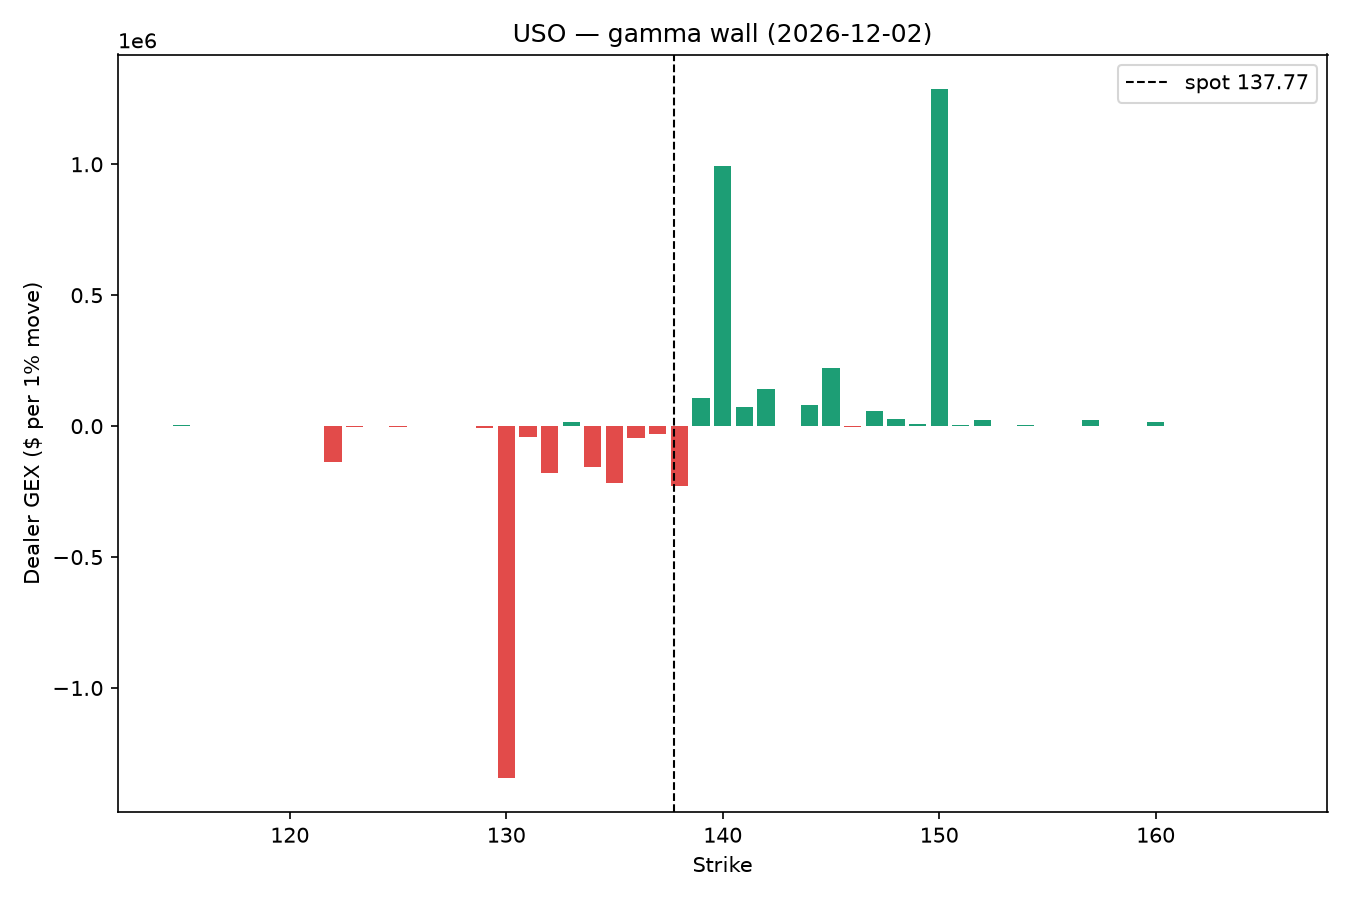 USO — gamma wall (2026-12-02)
1e6
spot 137.77
1.0
0.5
0.0
−0.5
−1.0
Dealer GEX ($ per 1% move)
120 130 140 150 160
Strike